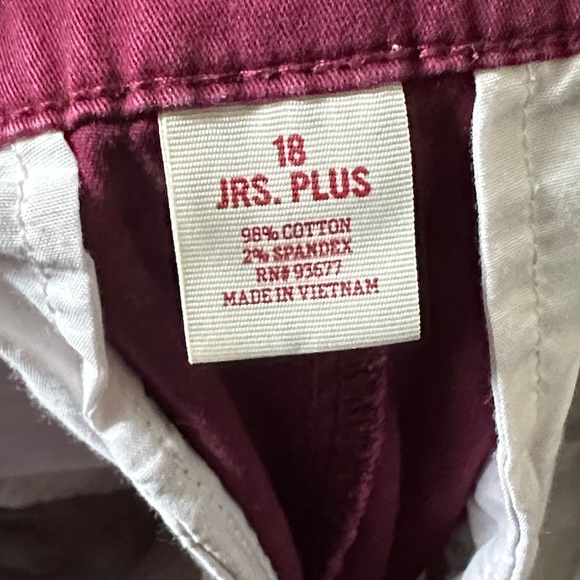 18
JRS. PLUS
98% COTTON
2% SPANDEX
RN# 93677
MADE IN VIETNAM